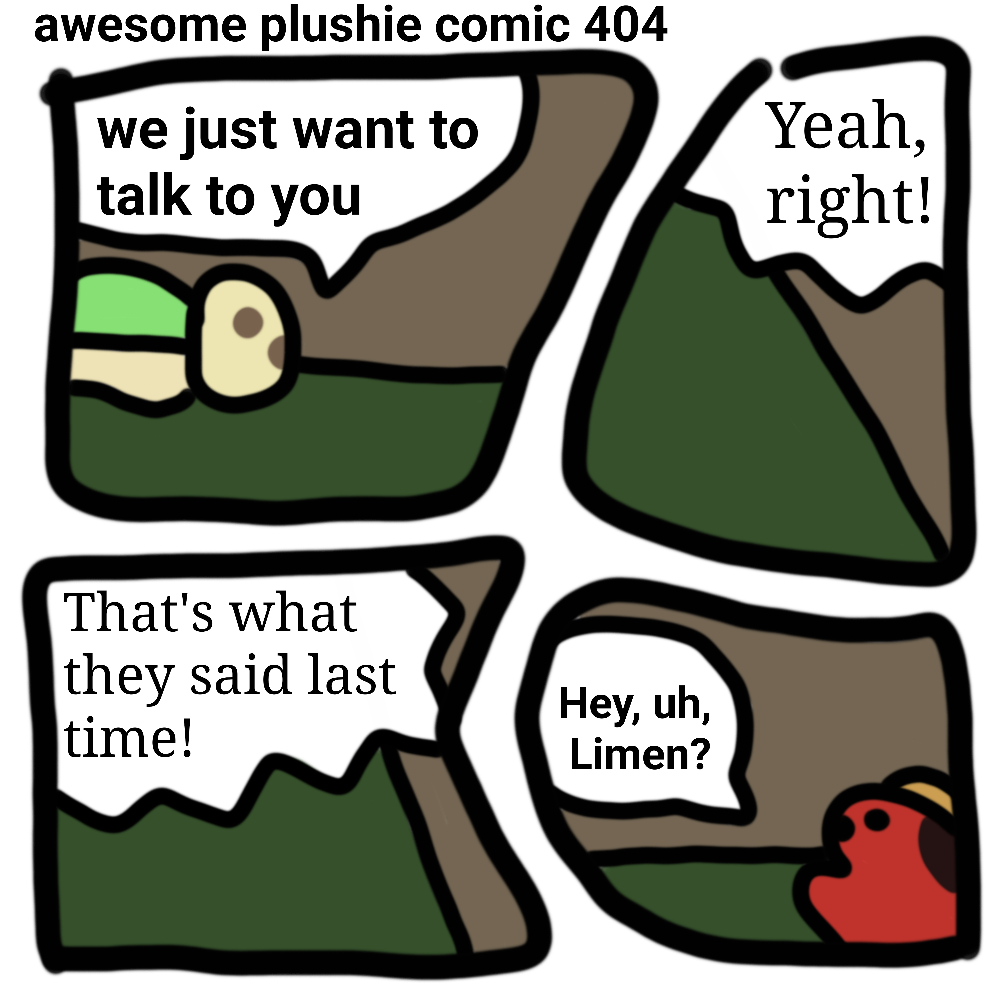 awesome plushie comic 404
we just want to
talk to you
Yeah,
right!
That's what
they said last
time!
Hey, uh,
Limen?